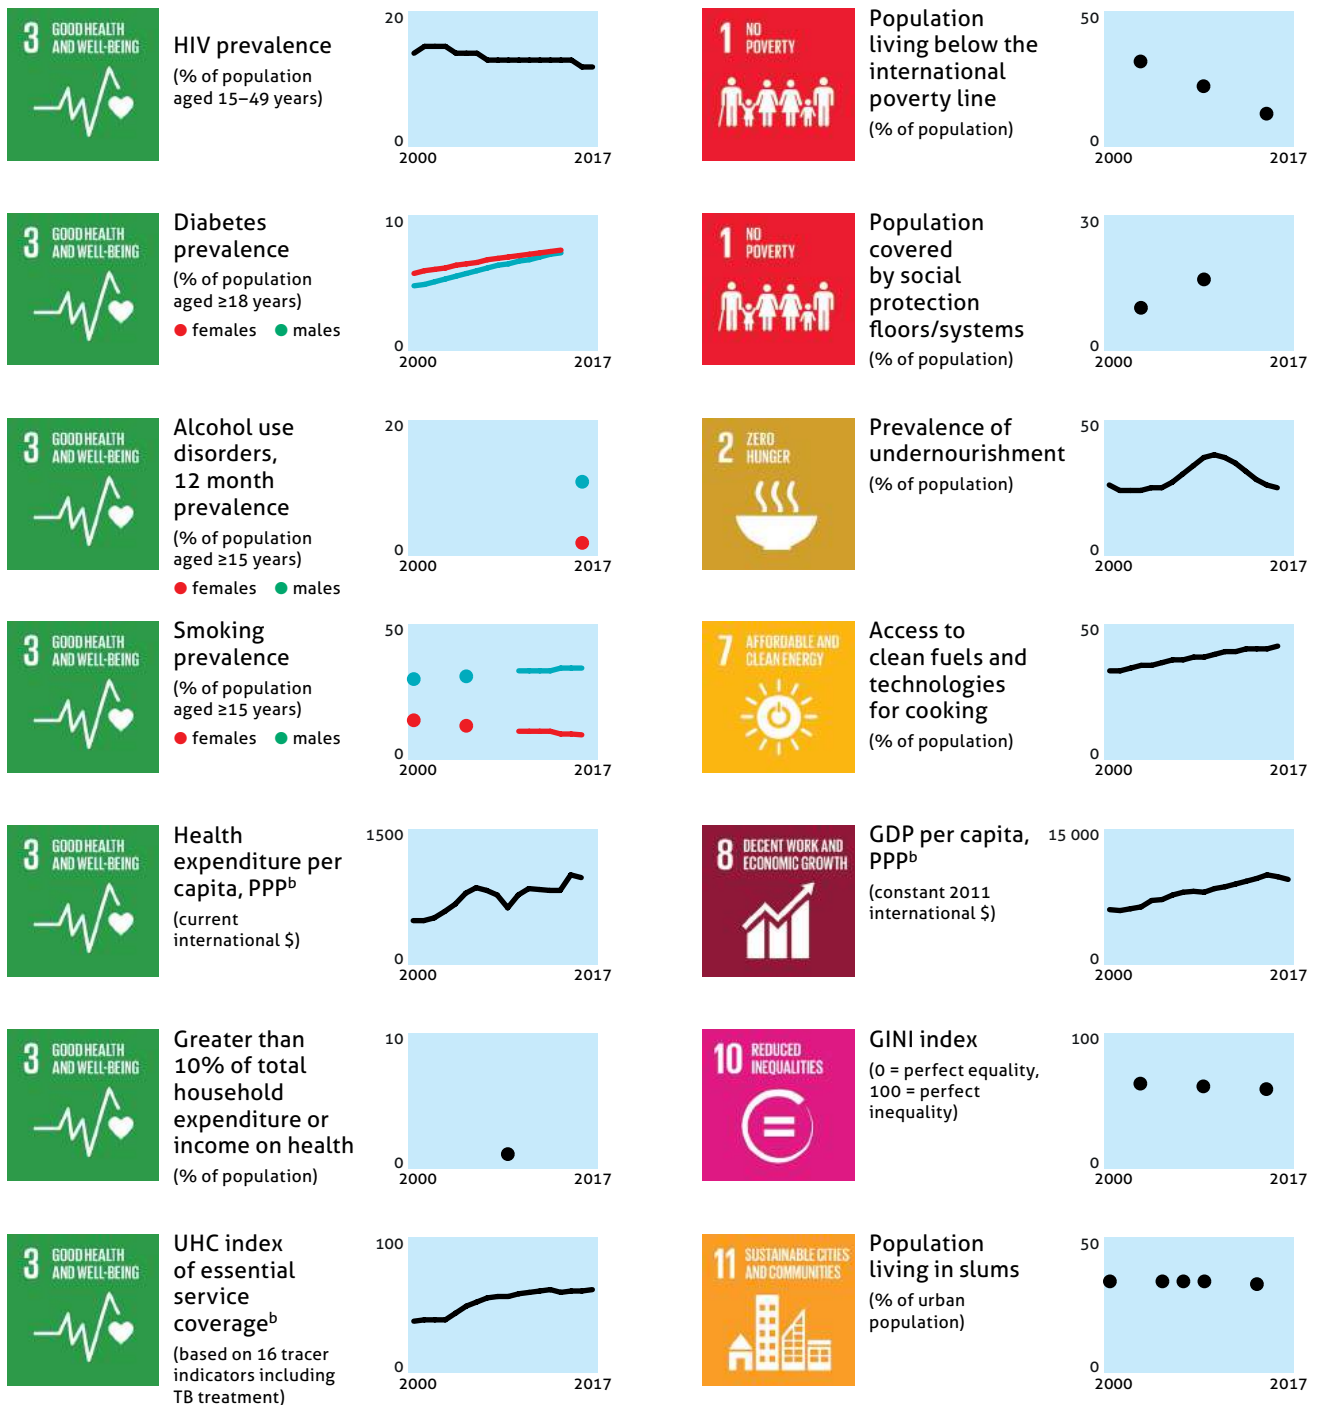 3 GOOD HEALTH
AND WELL-BEING
HIV prevalence
(% of population
aged 15–49 years)
20
0
2000 2017
3 GOOD HEALTH
AND WELL-BEING
Diabetes
prevalence
(% of population
aged ≥18 years)
females males
10
0
2000 2017
3 GOOD HEALTH
AND WELL-BEING
Alcohol use
disorders,
12 month
prevalence
(% of population
aged ≥15 years)
females males
20
0
2000 2017
3 GOOD HEALTH
AND WELL-BEING
Smoking
prevalence
(% of population
aged ≥15 years)
females males
50
0
2000 2017
3 GOOD HEALTH
AND WELL-BEING
Health
expenditure per
capita, PPPᵇ
(current
international $)
1500
0
2000 2017
3 GOOD HEALTH
AND WELL-BEING
Greater than
10% of total
household
expenditure or
income on health
(% of population)
10
0
2000 2017
3 GOOD HEALTH
AND WELL-BEING
UHC index
of essential
service
coverageᵇ
(based on 16 tracer
indicators including
TB treatment)
100
0
2000 2017
1 NO
POVERTY
Population
living below the
international
poverty line
(% of population)
50
0
2000 2017
1 NO
POVERTY
Population
covered
by social
protection
floors/systems
(% of population)
30
0
2000 2017
2 ZERO
HUNGER
Prevalence of
undernourishment
(% of population)
50
0
2000 2017
7 AFFORDABLE AND
CLEAN ENERGY
Access to
clean fuels and
technologies
for cooking
(% of population)
50
0
2000 2017
8 DECENT WORK AND
ECONOMIC GROWTH
GDP per capita,
PPPᵇ
(constant 2011
international $)
15 000
0
2000 2017
10 REDUCED
INEQUALITIES
GINI index
(0 = perfect equality,
100 = perfect
inequality)
100
0
2000 2017
11 SUSTAINABLE CITIES
AND COMMUNITIES
Population
living in slums
(% of urban
population)
50
0
2000 2017